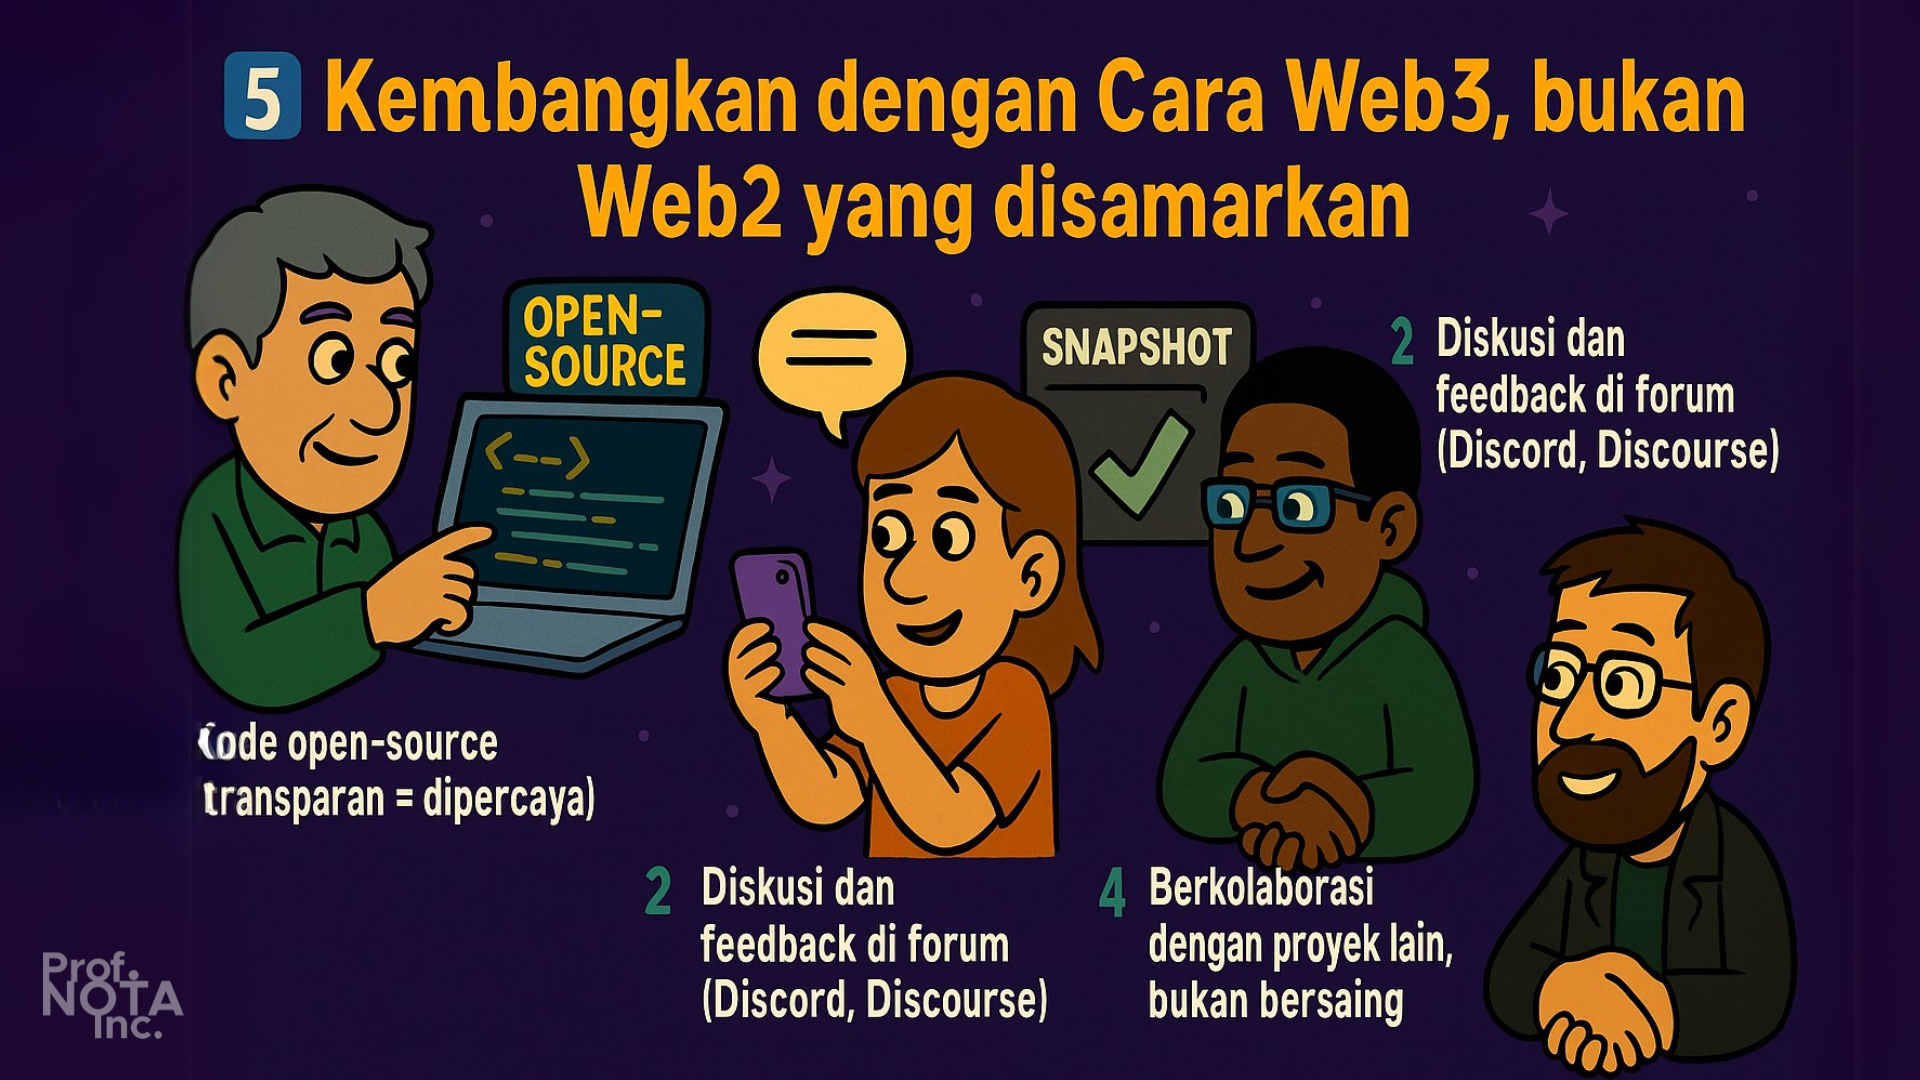 5 Kembangkan dengan Cara Web3, bukan
Web2 yang disamarkan
OPEN-
SOURCE
SNAPSHOT
2 Diskusi dan
feedback di forum
(Discord, Discourse)
Kode open-source
transparan = dipercaya)
2 Diskusi dan
feedback di forum
(Discord, Discourse)
4 Berkolaborasi
dengan proyek lain,
bukan bersaing
Prof.
NOTA
Inc.